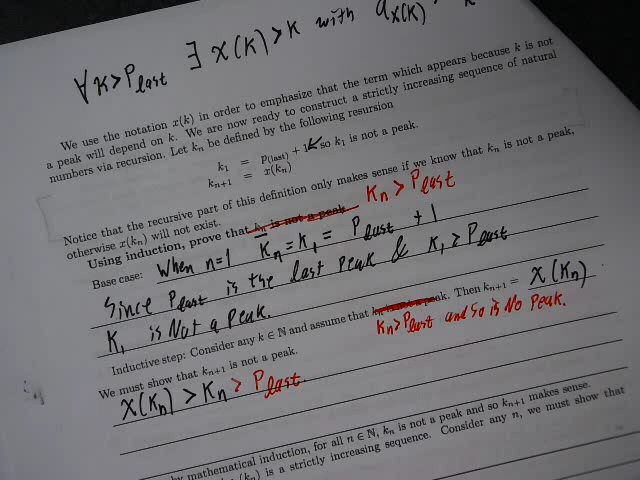 ∀k>P_last ∃ x(k)>k with a_x(k)
We use the notation x(k) in order to emphasize that the term which appears because k is not
a peak will depend on k. We are now ready to construct a strictly increasing sequence of natural
numbers via recursion. Let k_n be defined by the following recursion
k_1 = p_(last) + 1 so k_1 is not a peak.
k_{n+1} = x(k_n)
Notice that the recursive part of this definition only makes sense if we know that k_n is not a peak,
otherwise x(k_n) will not exist.
Using induction, prove that k_n is not a peak K_n > P_last
Base case: When n=1 K_n = K_1 = P_last + 1
Since P_last is the last peak & K_1 > P_last
K_1 is Not a peak.
Inductive step: Consider any k ∈ ℕ and assume that k_n is not a peak. Then k_{n+1} = x(K_n).
K_n>P_last and so is No Peak.
We must show that k_{n+1} is not a peak.
x(K_n) > K_n > P_last.
by mathematical induction, for all n ∈ ℕ, k_n is not a peak and so k_{n+1} makes sense.
(k_n) is a strictly increasing sequence. Consider any n, we must show that